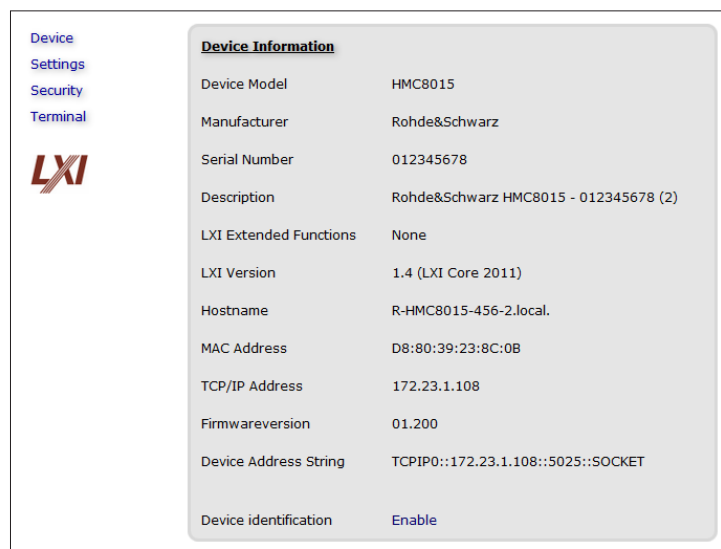 Device
Settings
Security
Terminal
LXI
Device Information
Device Model HMC8015
Manufacturer Rohde&Schwarz
Serial Number 012345678
Description Rohde&Schwarz HMC8015 - 012345678 (2)
LXI Extended Functions None
LXI Version 1.4 (LXI Core 2011)
Hostname R-HMC8015-456-2.local.
MAC Address D8:80:39:23:8C:0B
TCP/IP Address 172.23.1.108
Firmwareversion 01.200
Device Address String TCPIP0::172.23.1.108::5025::SOCKET
Device identification Enable